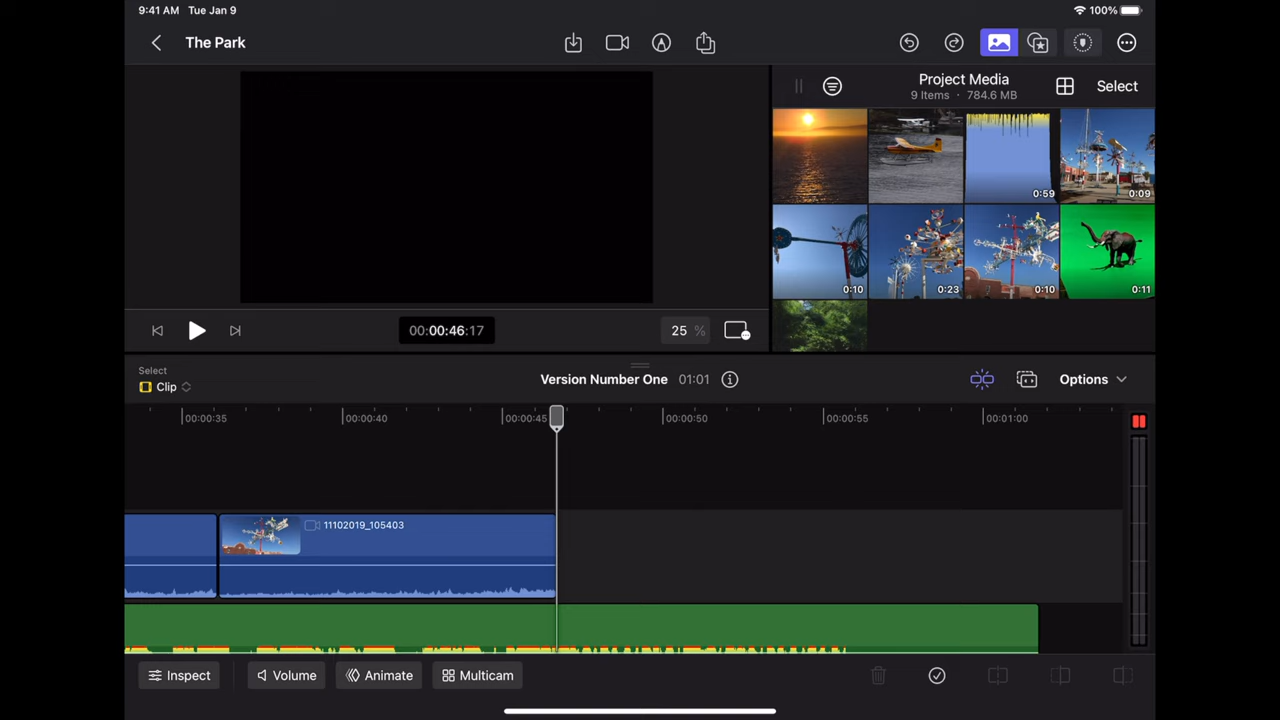 9:41 AM Tue Jan 9
100%
The Park
Project Media
9 Items · 784.6 MB
Select
0:59
0:09
0:10
0:23
0:10
0:11
00:00:46:17
25 %
Select
Clip
Version Number One 01:01
Options
00:00:35
00:00:40
00:00:45
00:00:50
00:00:55
00:01:00
11102019_105403
Inspect
Volume
Animate
Multicam